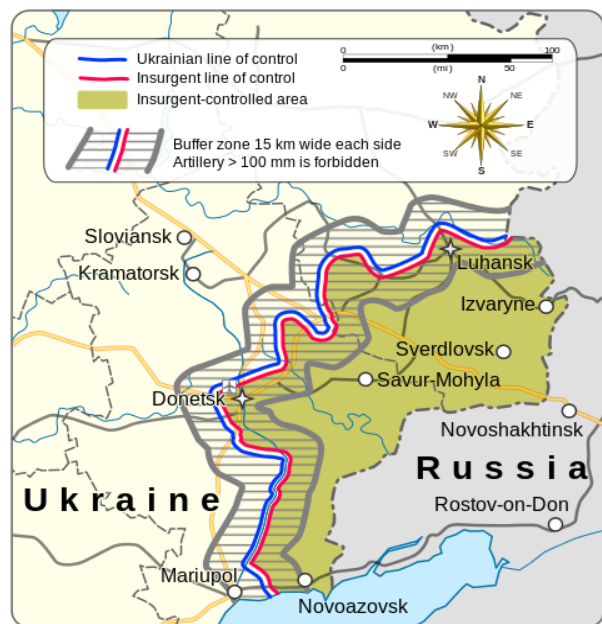 Ukrainian line of control
Insurgent line of control
Insurgent-controlled area
Buffer zone 15 km wide each side
Artillery > 100 mm is forbidden
(km)
0 100
0 50
(mi)
N
NW NE
W E
SW SE
S
Sloviansk
Kramatorsk
Luhansk
Izvaryne
Sverdlovsk
Savur-Mohyla
Donetsk
Novoshakhtinsk
Russia
Ukraine
Rostov-on-Don
Mariupol
Novoazovsk